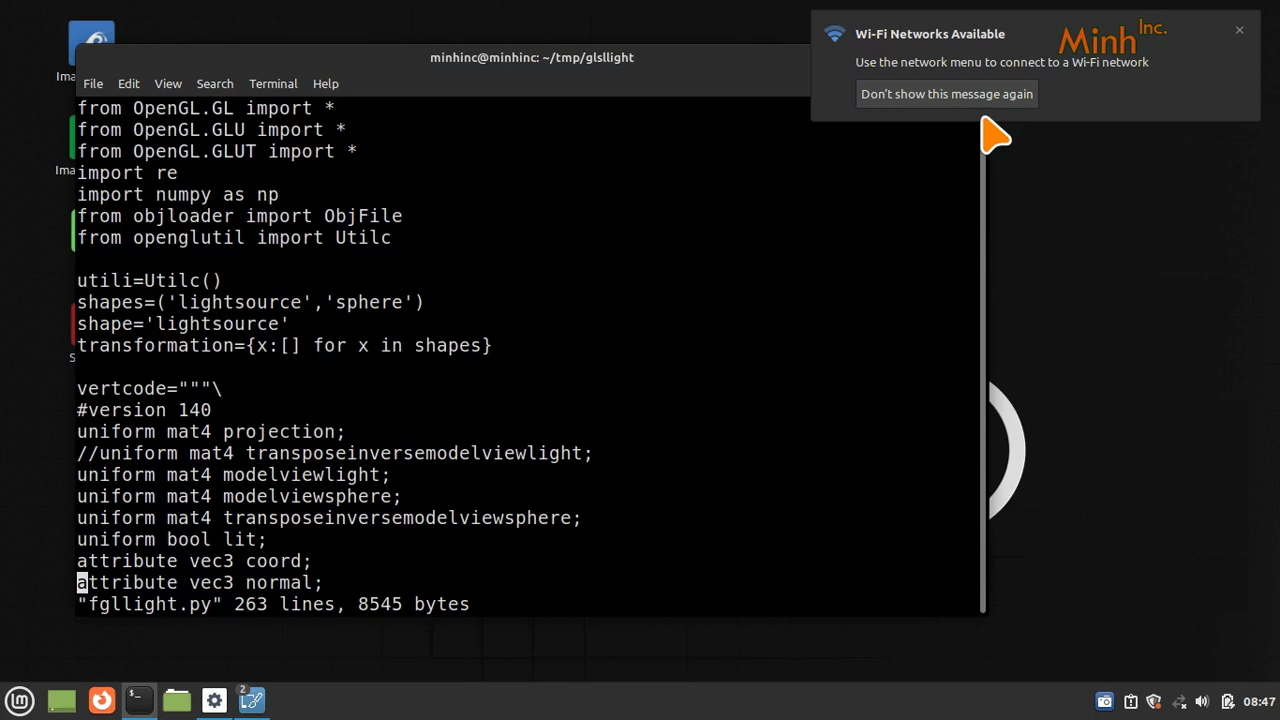 minhinc@minhinc: ~/tmp/glsllight
File Edit View Search Terminal Help
Wi-Fi Networks Available
Minh Inc.
Use the network menu to connect to a Wi-Fi network
Don't show this message again
Ima
Ima
S
from OpenGL.GL import *
from OpenGL.GLU import *
from OpenGL.GLUT import *
import re
import numpy as np
from objloader import ObjFile
from openglutil import Utilc
utili=Utilc()
shapes=('lightsource','sphere')
shape='lightsource'
transformation={x:[] for x in shapes}
vertcode="""\
#version 140
uniform mat4 projection;
//uniform mat4 transposeinversemodelviewlight;
uniform mat4 modelviewlight;
uniform mat4 modelviewsphere;
uniform mat4 transposeinversemodelviewsphere;
uniform bool lit;
attribute vec3 coord;
attribute vec3 normal;
"fgllight.py" 263 lines, 8545 bytes
2
08:47